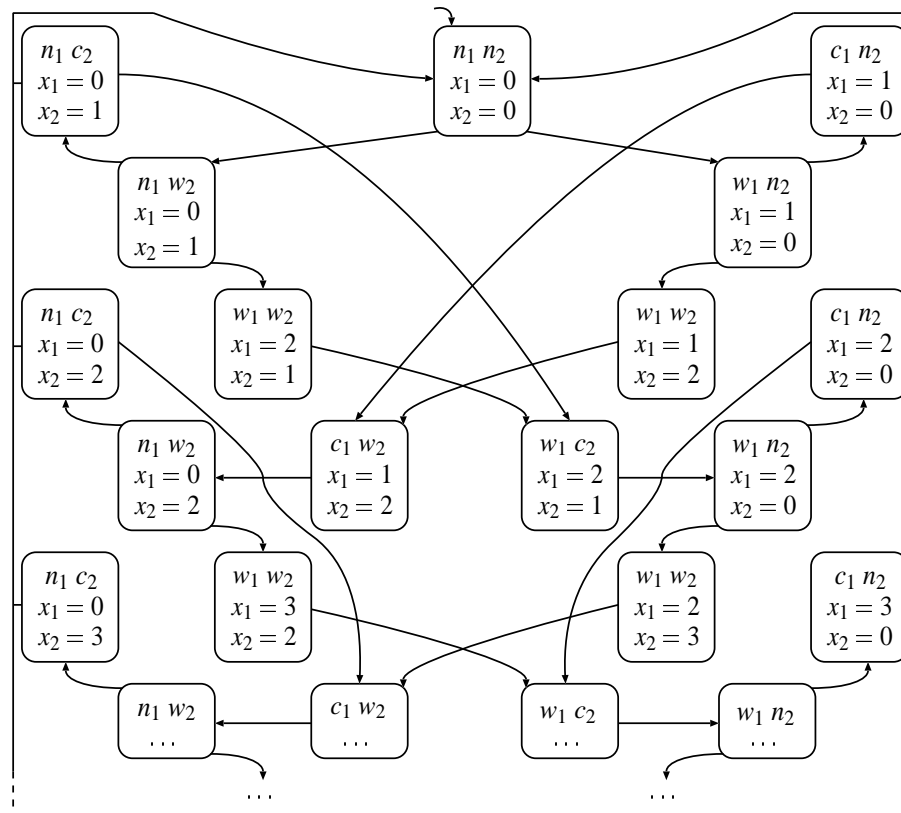 n₁ c₂
x₁ = 0
x₂ = 1
n₁ n₂
x₁ = 0
x₂ = 0
c₁ n₂
x₁ = 1
x₂ = 0
n₁ w₂
x₁ = 0
x₂ = 1
w₁ n₂
x₁ = 1
x₂ = 0
n₁ c₂
x₁ = 0
x₂ = 2
w₁ w₂
x₁ = 2
x₂ = 1
w₁ w₂
x₁ = 1
x₂ = 2
c₁ n₂
x₁ = 2
x₂ = 0
n₁ w₂
x₁ = 0
x₂ = 2
c₁ w₂
x₁ = 1
x₂ = 2
w₁ c₂
x₁ = 2
x₂ = 1
w₁ n₂
x₁ = 2
x₂ = 0
n₁ c₂
x₁ = 0
x₂ = 3
w₁ w₂
x₁ = 3
x₂ = 2
w₁ w₂
x₁ = 2
x₂ = 3
c₁ n₂
x₁ = 3
x₂ = 0
n₁ w₂
...
c₁ w₂
...
w₁ c₂
...
w₁ n₂
...
...
...